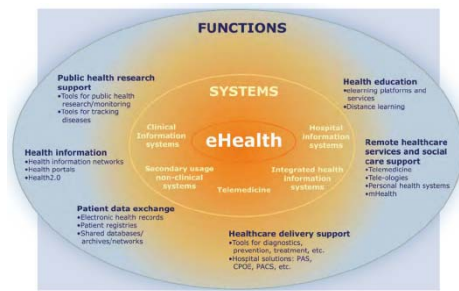 FUNCTIONS
Public health research
support
•Tools for public health
research/monitoring
•Tools for tracking
diseases
Health education
•elearning platforms and
services
•Distance learning
SYSTEMS
Clinical
Information
systems
eHealth
Hospital
information
systems
Health information
•Health information networks
•Health portals
•Health2.0
Remote healthcare
services and social
care support
•Telemedicine
•Tele-ologies
•Personal health systems
•mHealth
Secondary usage
non-clinical
systems
Telemedicine
Integrated health
information
systems
Patient data exchange
•Electronic health records
•Patient registries
•Shared databases/
archives/networks
Healthcare delivery support
•Tools for diagnostics,
prevention, treatment, etc.
•Hospital solutions: PAS,
CPOE, PACS, etc.